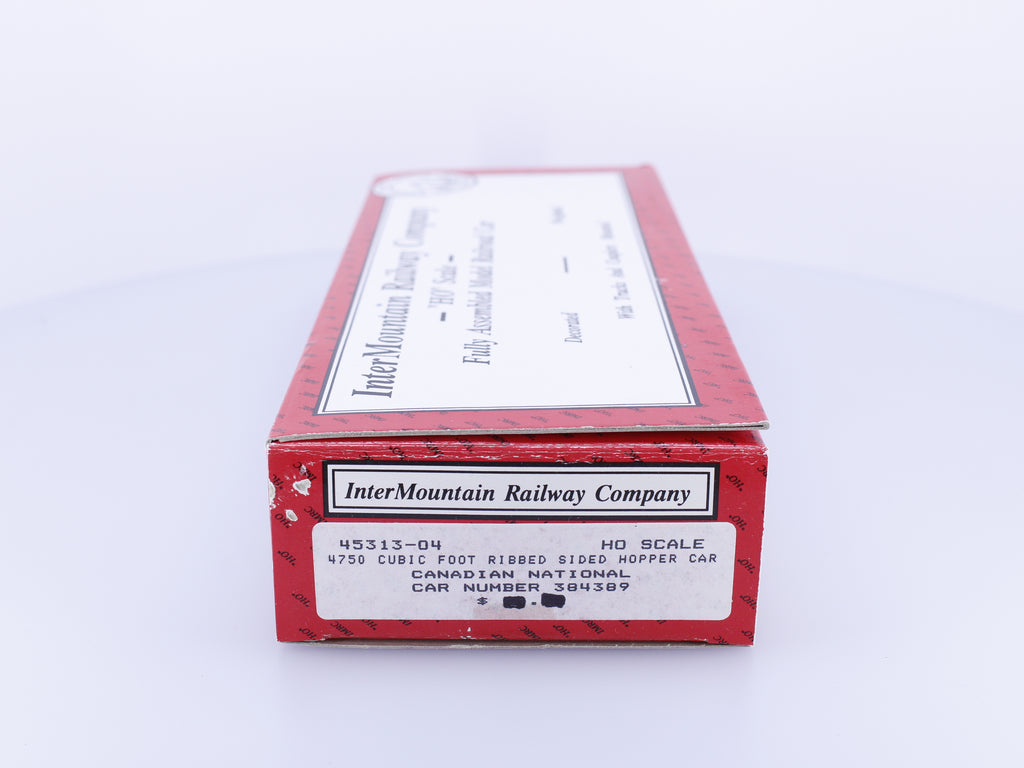 InterMountain Railway Company
– "HO" Scale –
Fully Assembled Model Railroad Car
Decorated —
With Trucks And Couplers
InterMountain Railway Company
45313-04 HO SCALE
4750 CUBIC FOOT RIBBED SIDED HOPPER CAR
CANADIAN NATIONAL
CAR NUMBER 384389
$ .